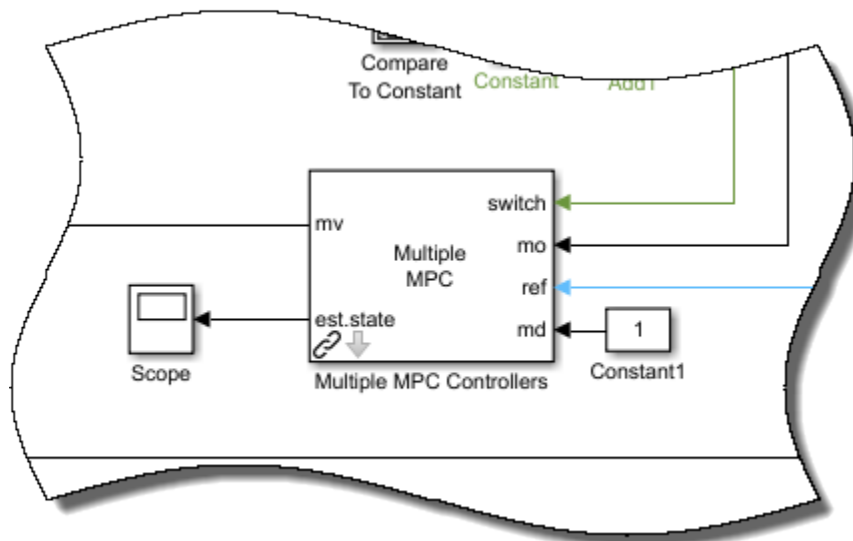 Compare
To Constant
Constant
Add1
switch
mv
mo
Multiple
MPC
ref
est.state
md
1
Scope
Multiple MPC Controllers
Constant1